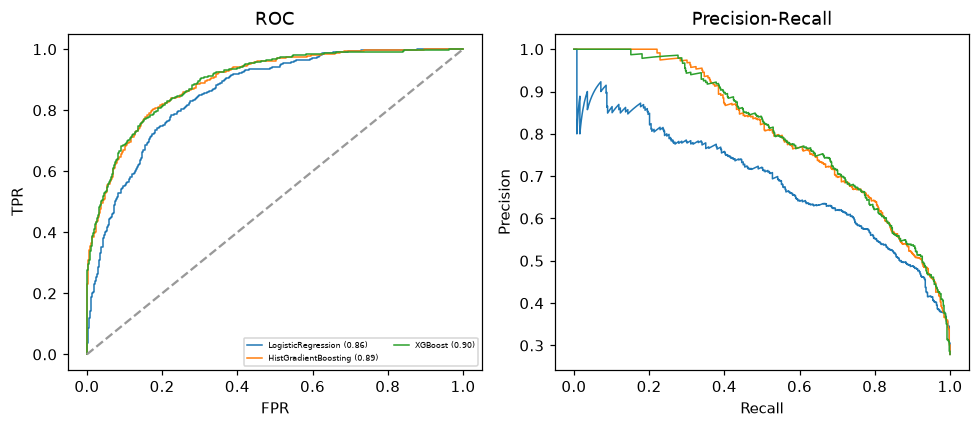 ROC
TPR
1.0
0.8
0.6
0.4
0.2
0.0
LogisticRegression (0.86)
HistGradientBoosting (0.89)
XGBoost (0.90)
0.0 0.2 0.4 0.6 0.8 1.0
FPR
Precision-Recall
Precision
1.0
0.9
0.8
0.7
0.6
0.5
0.4
0.3
0.0 0.2 0.4 0.6 0.8 1.0
Recall